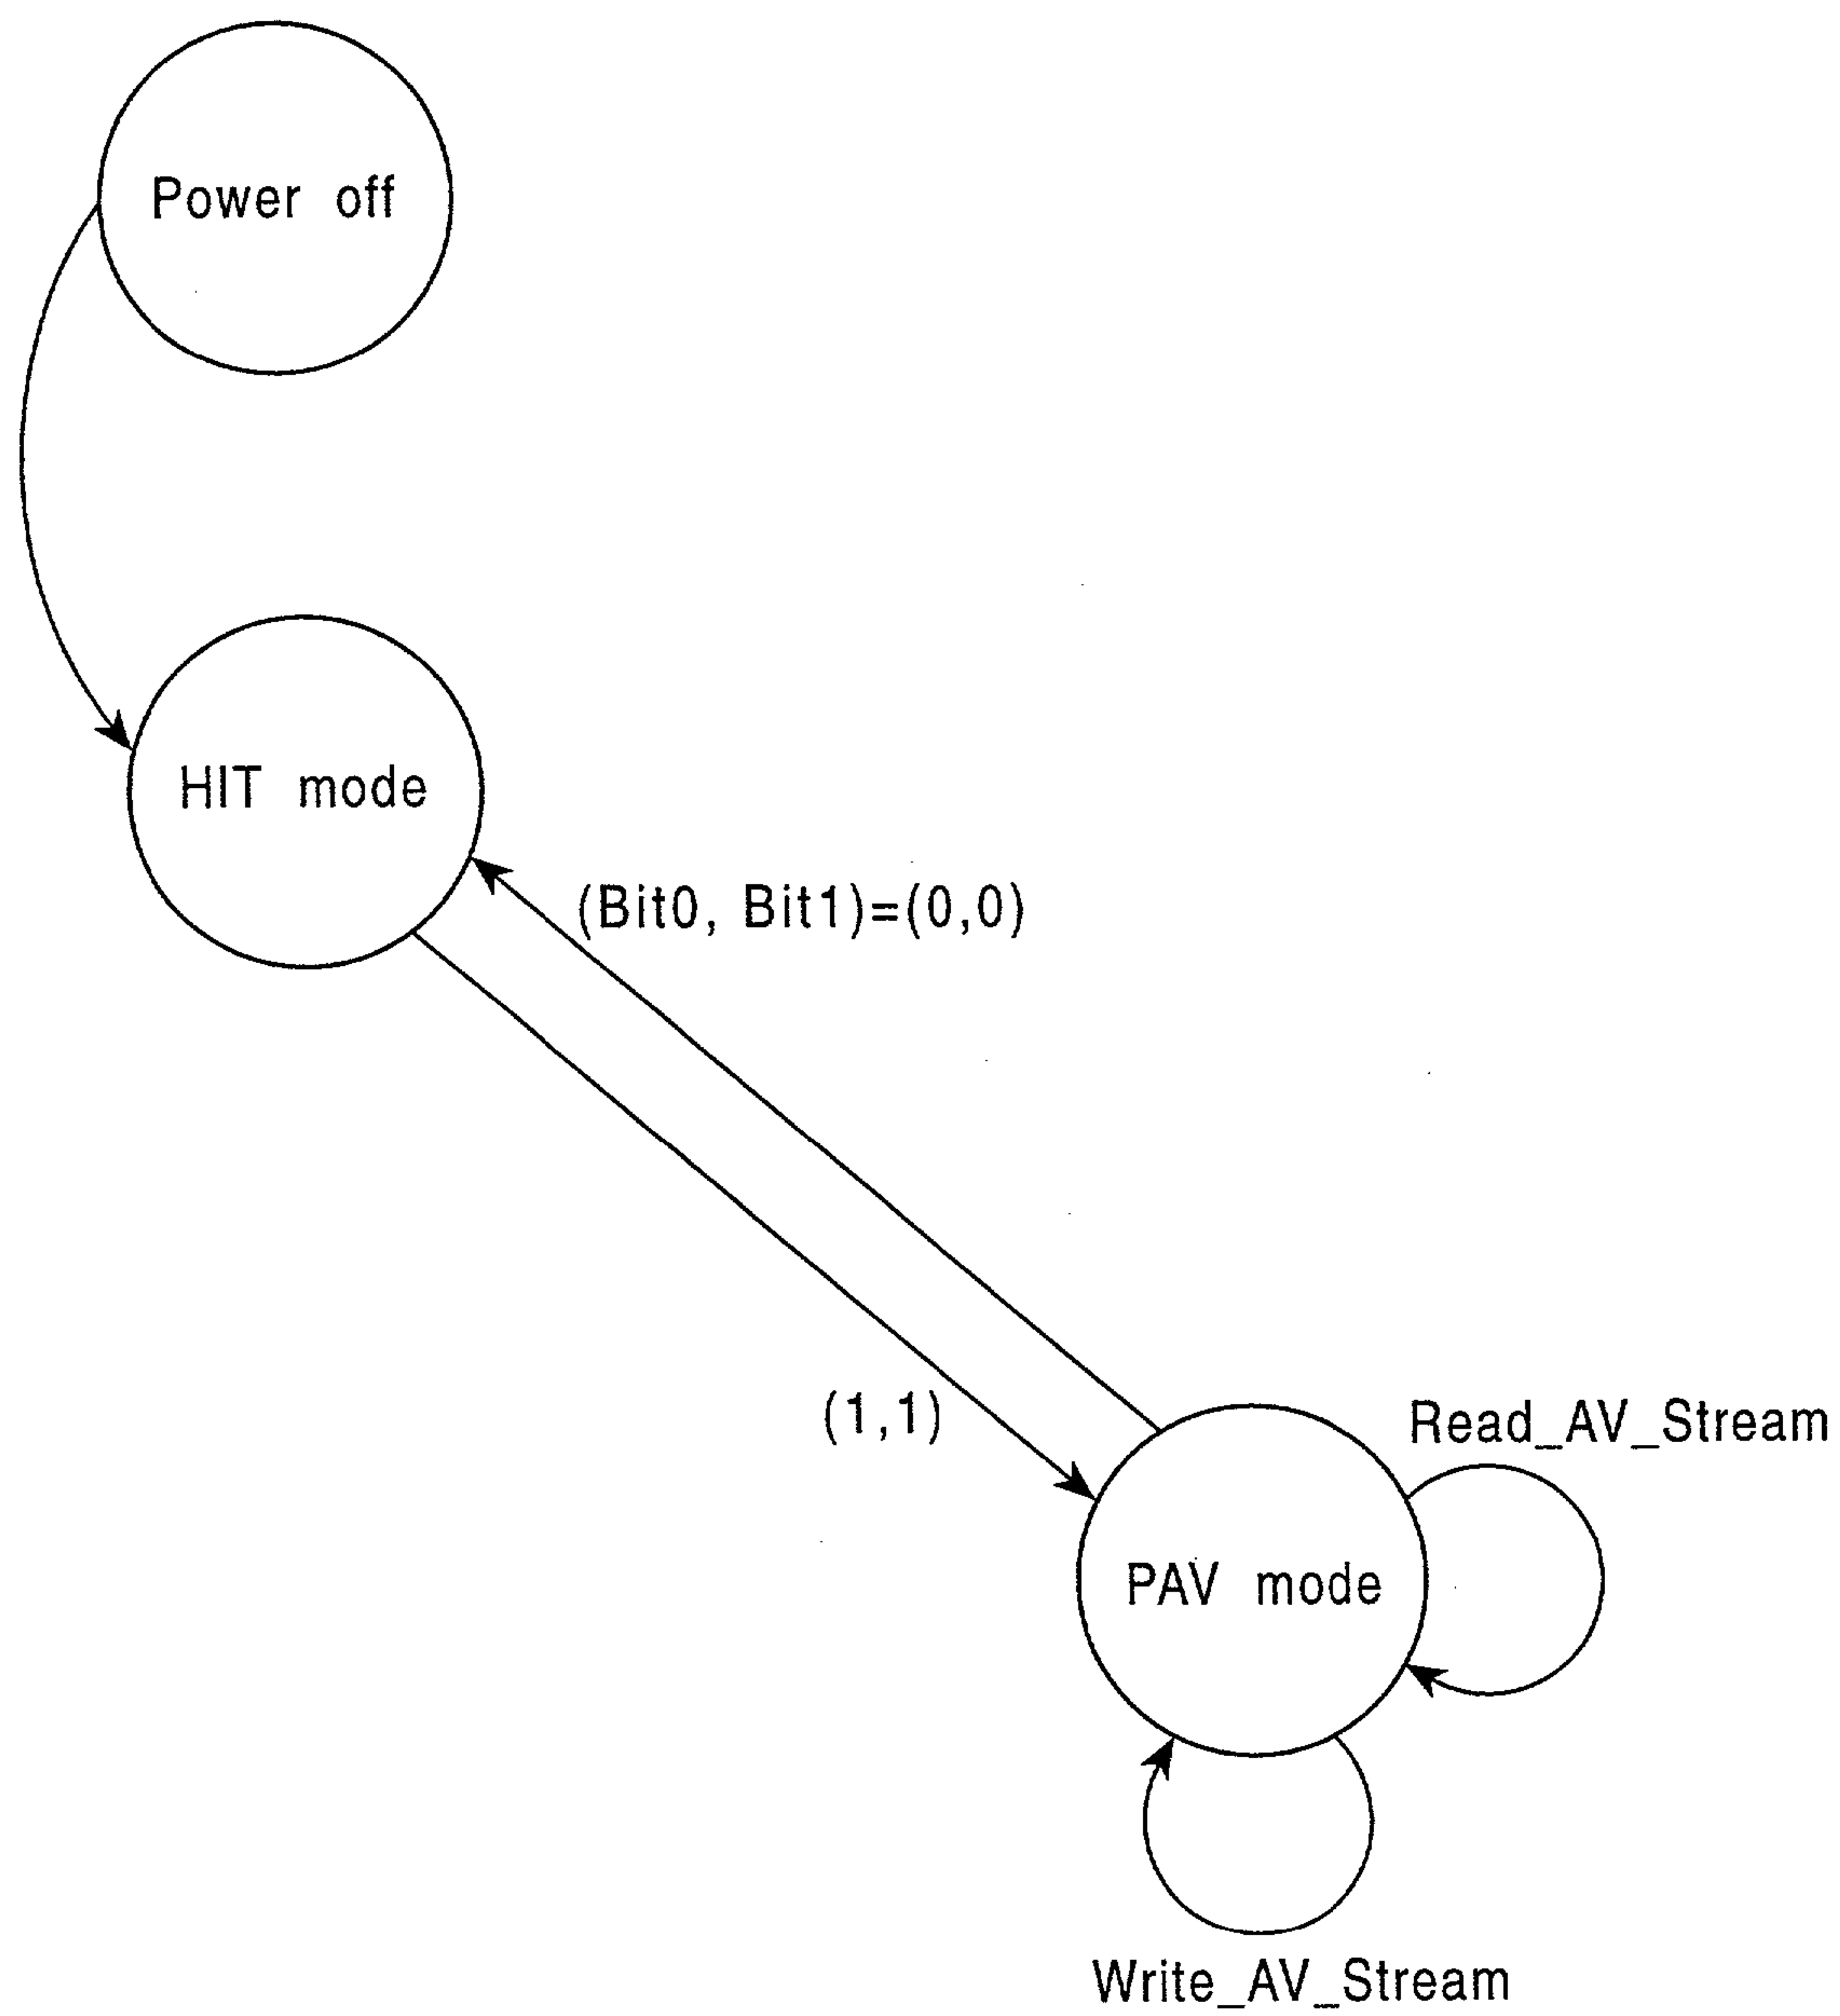 Power off
HIT mode
(Bit0, Bit1)=(0,0)
(1,1)
Read_AV_Stream
PAV mode
Write_AV_Stream